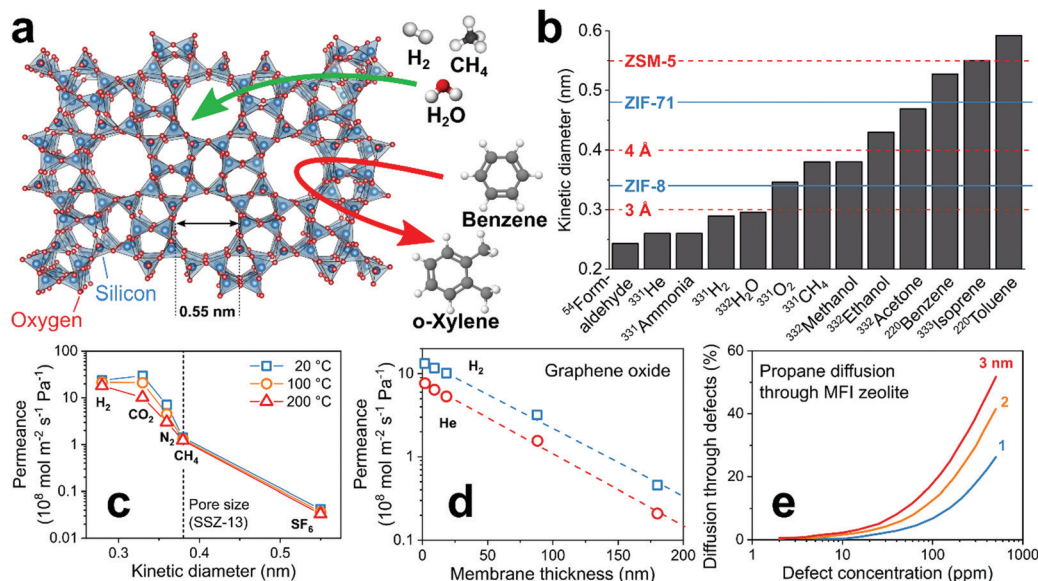 a
H2
CH4
H2O
Benzene
o-Xylene
Silicon
Oxygen
0.55 nm
b
Kinetic diameter (nm)
0.6
0.5
0.4
0.3
0.2
ZSM-5
ZIF-71
4 Å
ZIF-8
3 Å
54Form-
aldehyde
331He
331Ammonia
331H2
332H2O
331O2
331CH4
332Methanol
332Ethanol
332Acetone
220Benzene
333Isoprene
220Toluene
c
Permeance
(10⁸ mol m⁻² s⁻¹ Pa⁻¹)
100
10
1
0.1
0.01
20 °C
100 °C
200 °C
H2
CO2
N2
CH4
SF6
Pore size
(SSZ-13)
0.3
0.4
0.5
Kinetic diameter (nm)
d
Permeance
(10⁸ mol m⁻² s⁻¹ Pa⁻¹)
10
1
0.1
Graphene oxide
H2
He
0
50
100
150
200
Membrane thickness (nm)
e
Diffusion through defects (%)
60
40
20
0
Propane diffusion
through MFI zeolite
3 nm
2
1
1
10
100
1000
Defect concentration (ppm)